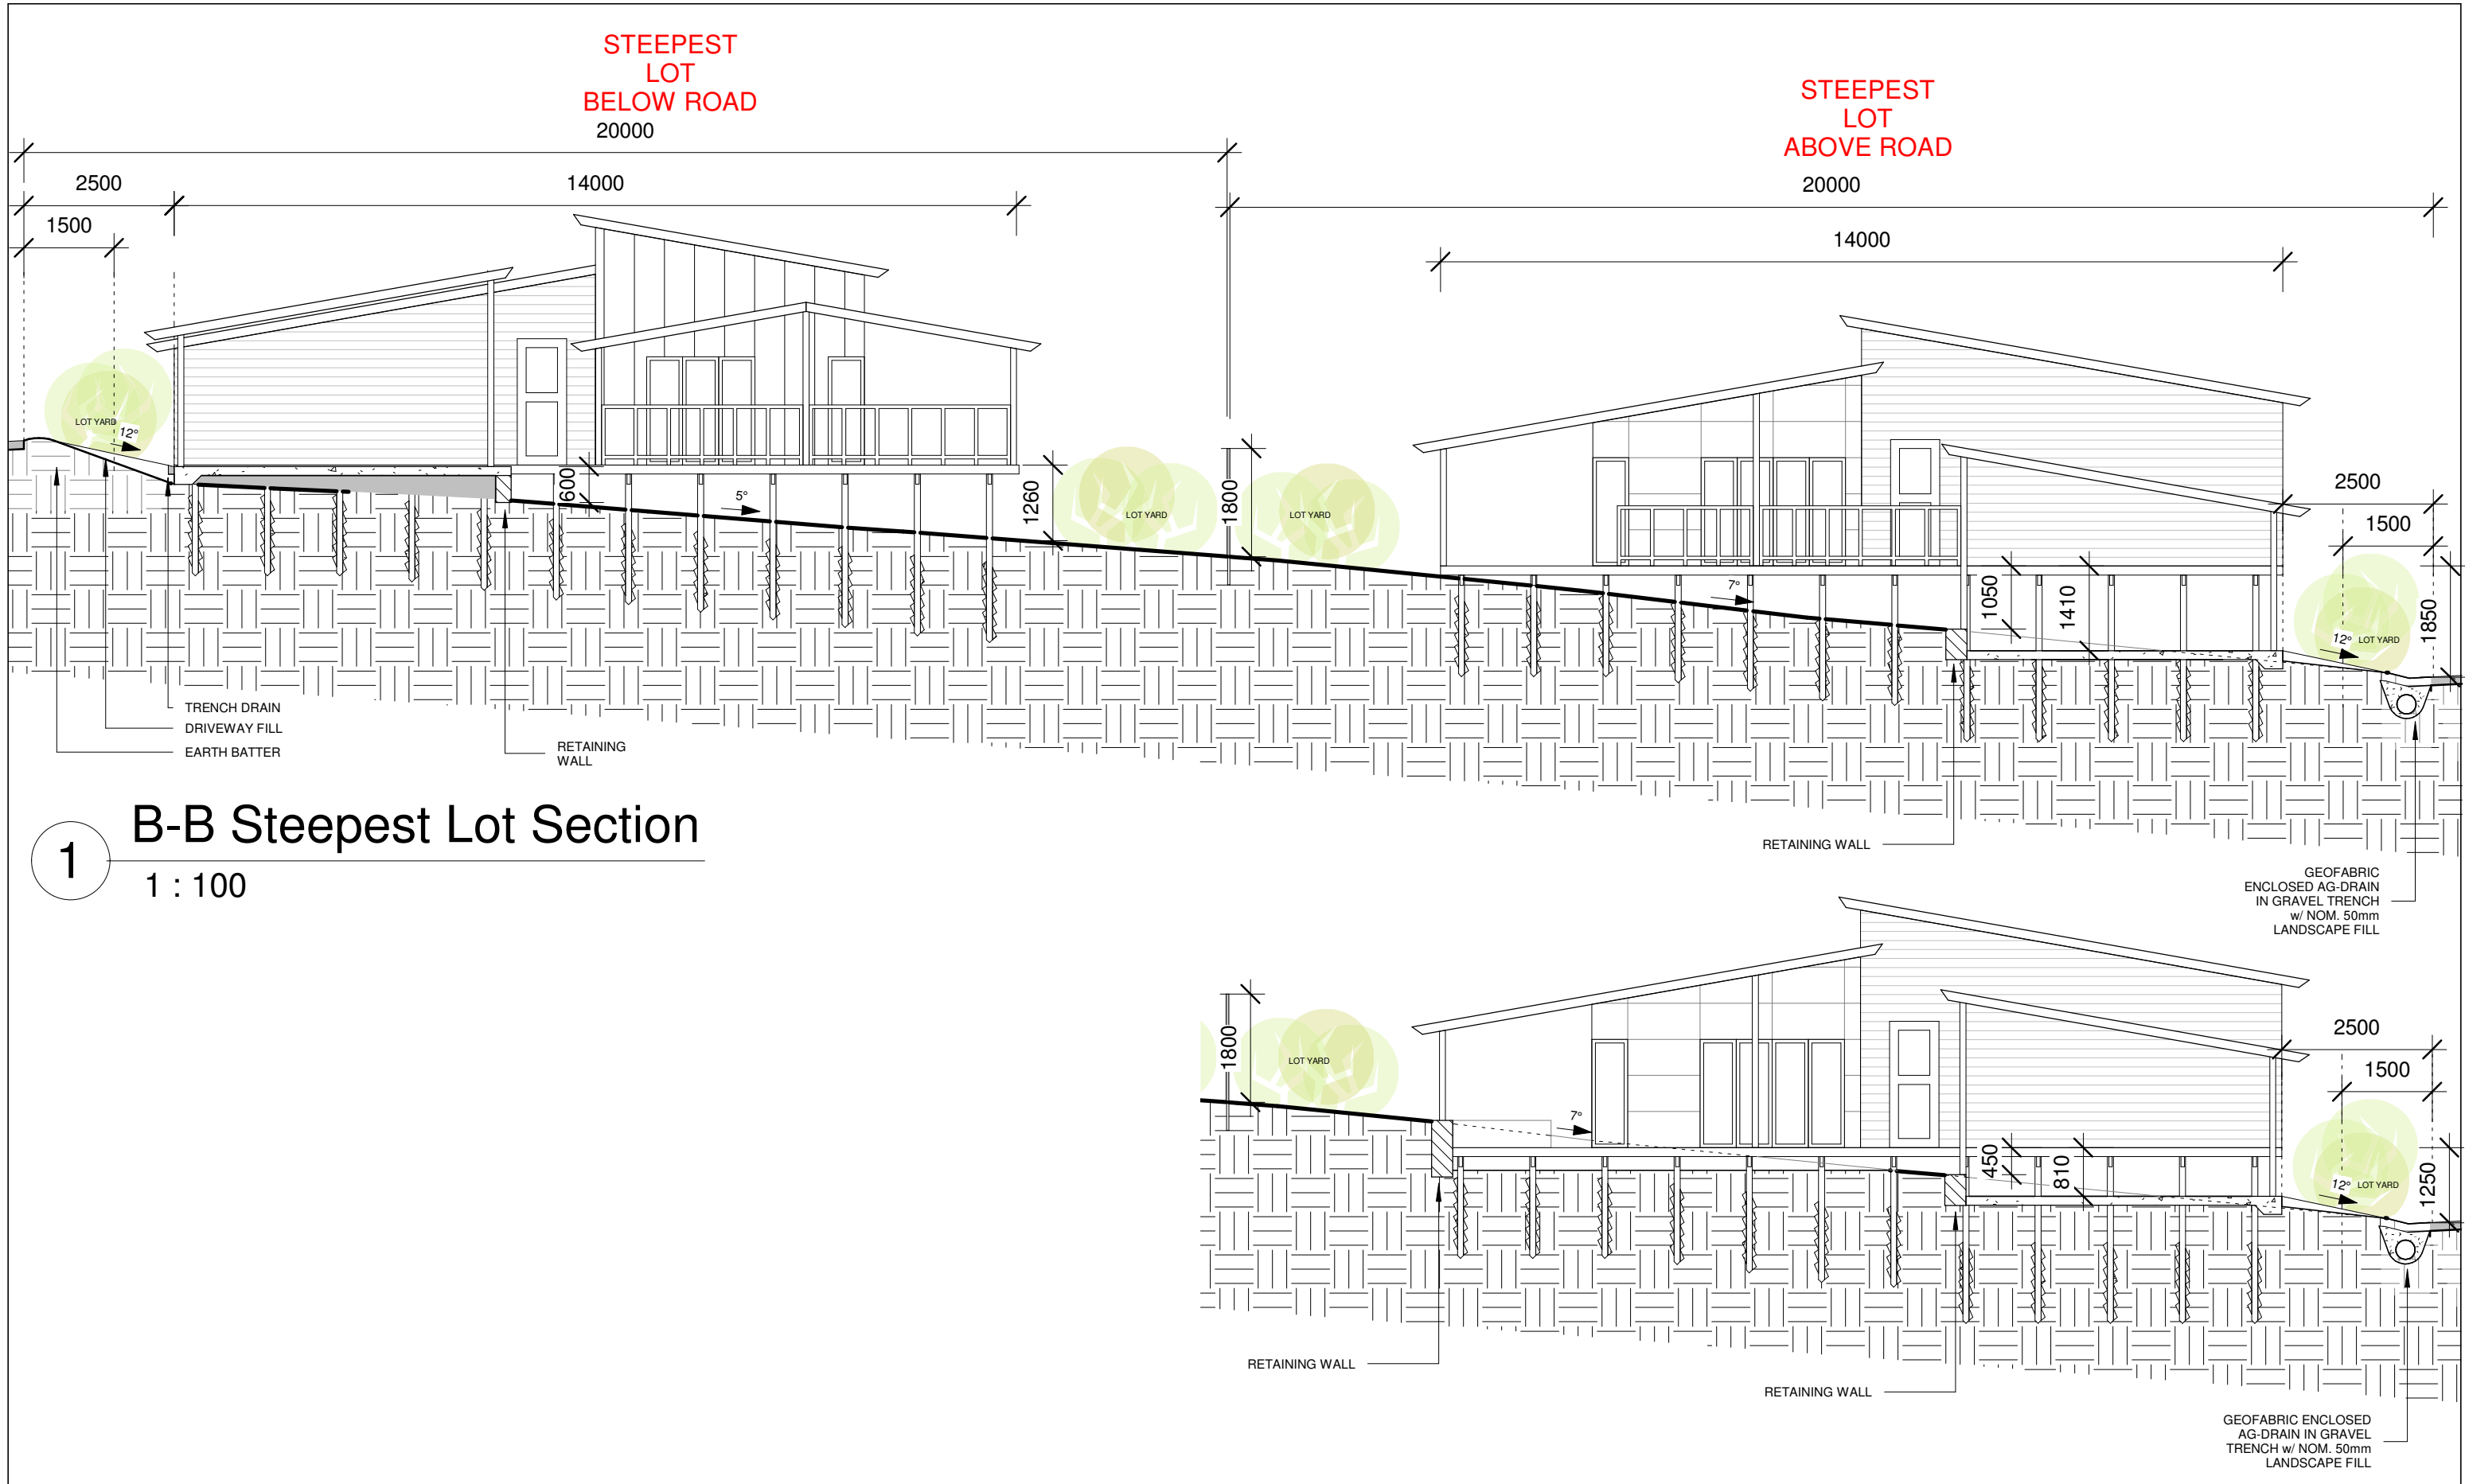 STEEPEST
LOT
BELOW ROAD
20000
STEEPEST
LOT
ABOVE ROAD
20000
2500
14000
1500
14000
LOT YARD
12°
600
5°
1260
LOT YARD
1800
LOT YARD
7°
1050
1410
2500
1500
1850
12°
LOT YARD
TRENCH DRAIN
DRIVEWAY FILL
EARTH BATTER
RETAINING
WALL
RETAINING WALL
GEOFABRIC
ENCLOSED AG-DRAIN
IN GRAVEL TRENCH
w/ NOM. 50mm
LANDSCAPE FILL
1
B-B Steepest Lot Section
1 : 100
1800
LOT YARD
7°
450
810
2500
1500
1250
12°
LOT YARD
RETAINING WALL
RETAINING WALL
GEOFABRIC ENCLOSED
AG-DRAIN IN GRAVEL
TRENCH w/ NOM. 50mm
LANDSCAPE FILL